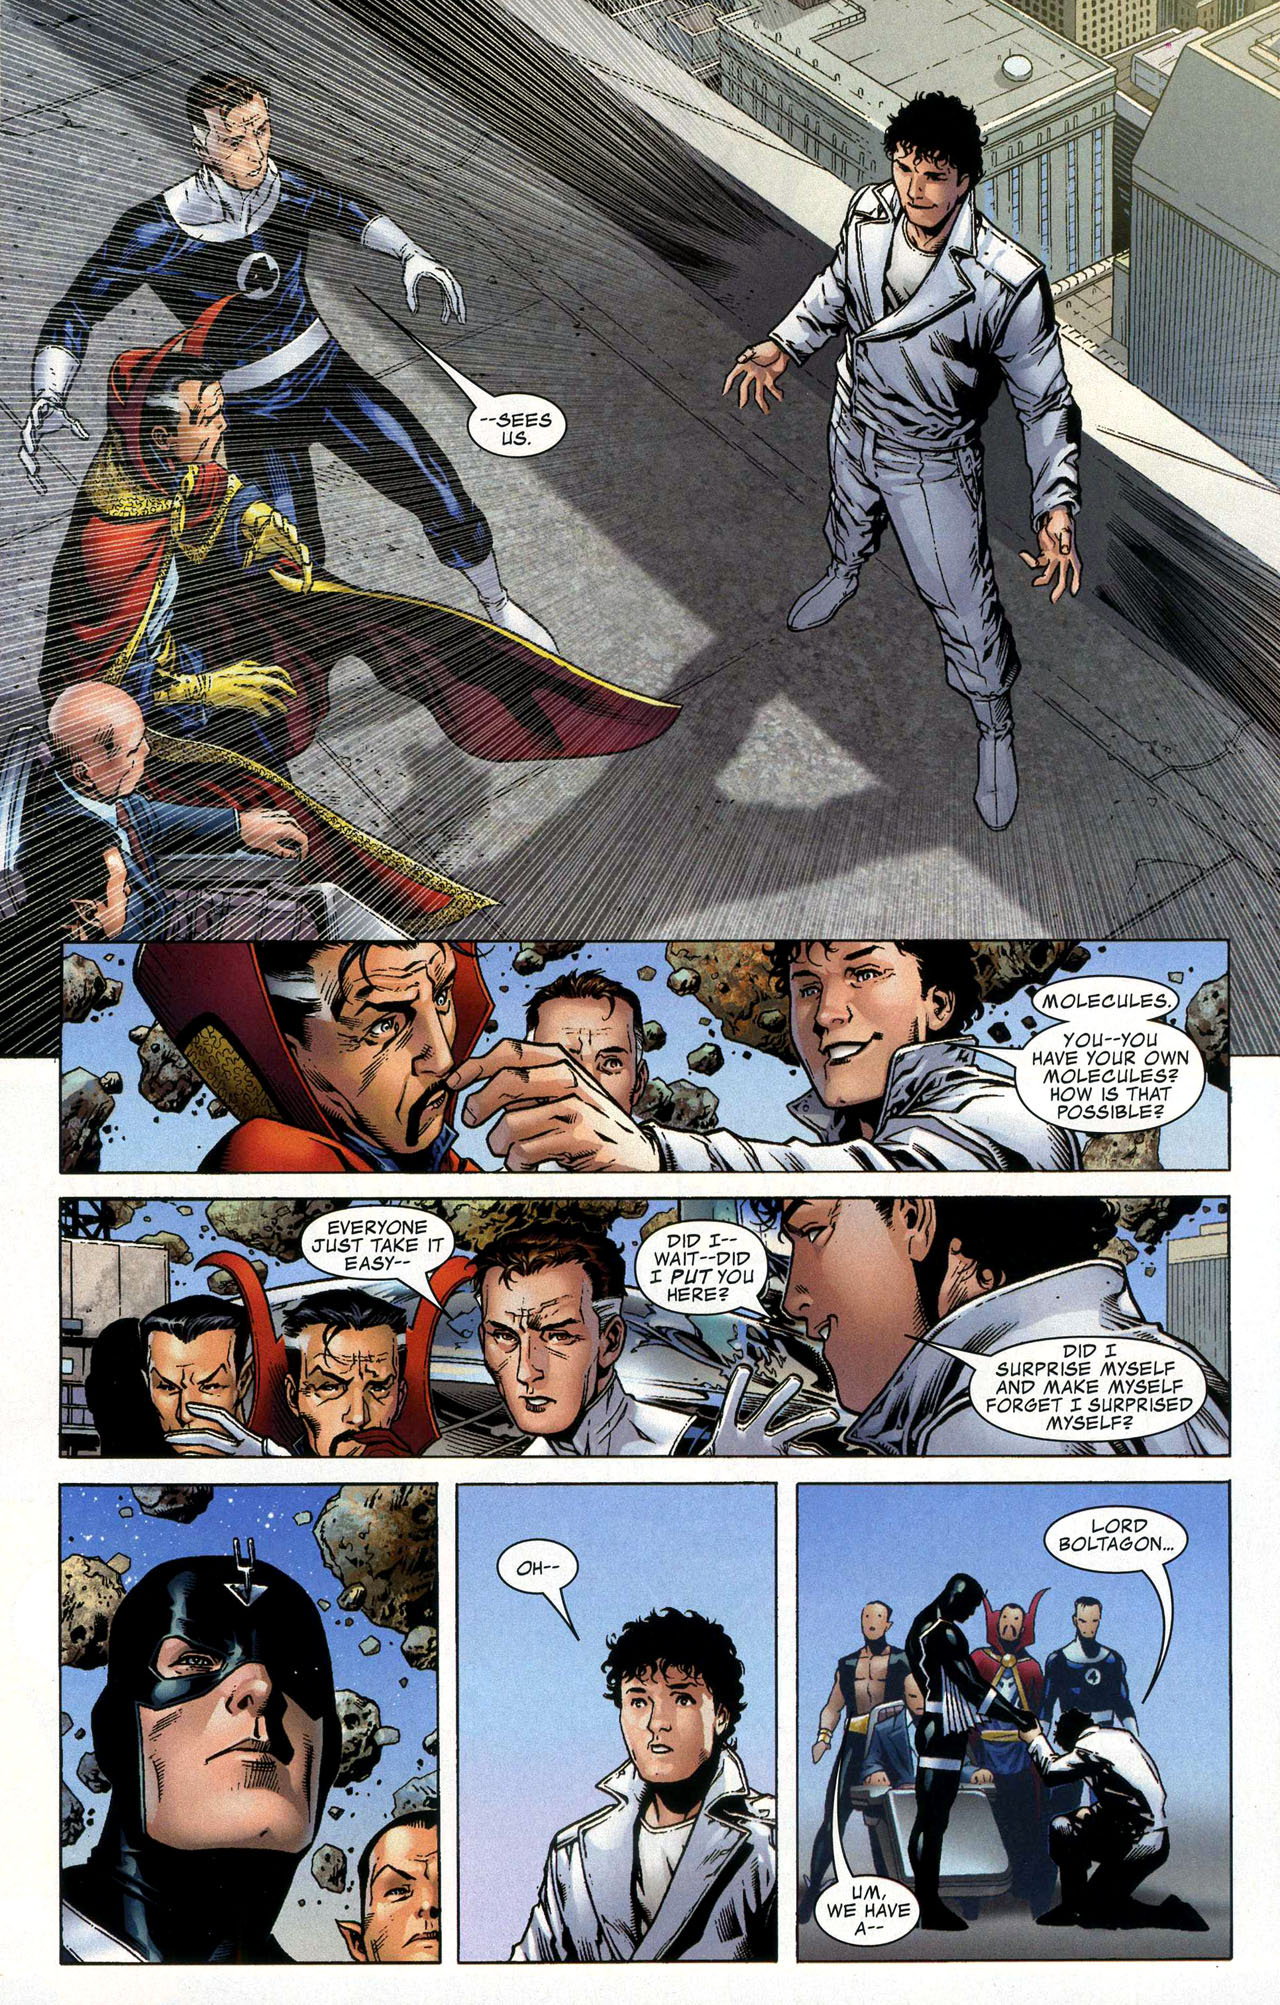 --SEES
US.
MOLECULES.
YOU--YOU
HAVE YOUR OWN
MOLECULES?
HOW IS THAT
POSSIBLE?
EVERYONE
JUST TAKE IT
EASY--
DID I--
WAIT--DID
I PUT YOU
HERE?
DID I
SURPRISE MYSELF
AND MAKE MYSELF
FORGET I SURPRISED
MYSELF?
OH--
LORD
BOLTAGON...
4
UM,
WE HAVE
A--